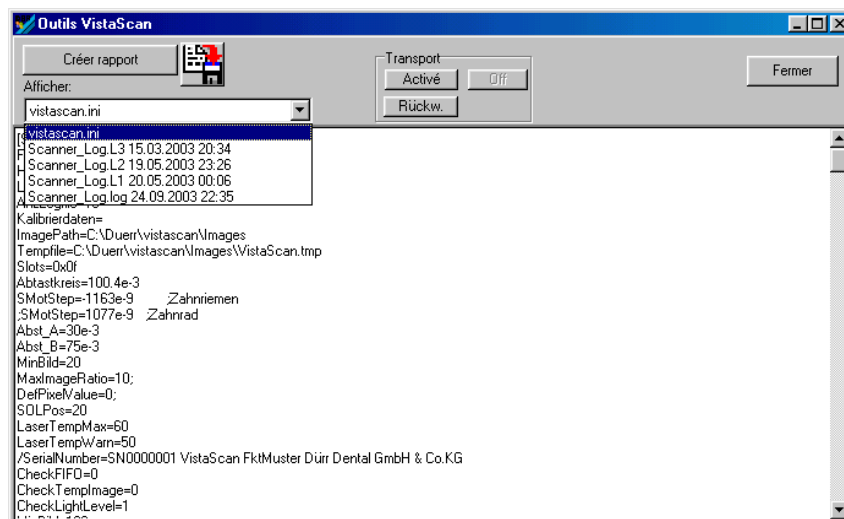 Outils VistaScan
Créer rapport
Transport
Activé
Off
Fermer
Afficher:
Rückw.
vistascan.ini
vistascan.ini
Scanner_Log.L3 15.03.2003 20:34
Scanner_Log.L2 19.05.2003 23:26
Scanner_Log.L1 20.05.2003 00:06
Scanner_Log.log 24.09.2003 22:35
Kalibrierdaten=
ImagePath=C:\Duerr\vistascan\Images
Tempfile=C:\Duerr\vistascan\Images\VistaScan.tmp
Slots=0x0f
Abtastkreis=100.4e-3
SMotStep=-1163e-9 ;Zahnriemen
;SMotStep=1077e-9 ;Zahnrad
Abst_A=30e-3
Abst_B=75e-3
MinBild=20
MaxImageRatio=10;
DefPixelValue=0;
SOLPos=20
LaserTempMax=60
LaserTempWarn=50
/SerialNumber=SN0000001 VistaScan FktMuster Dürr Dental GmbH & Co.KG
CheckFIFO=0
CheckTempImage=0
CheckLightLevel=1